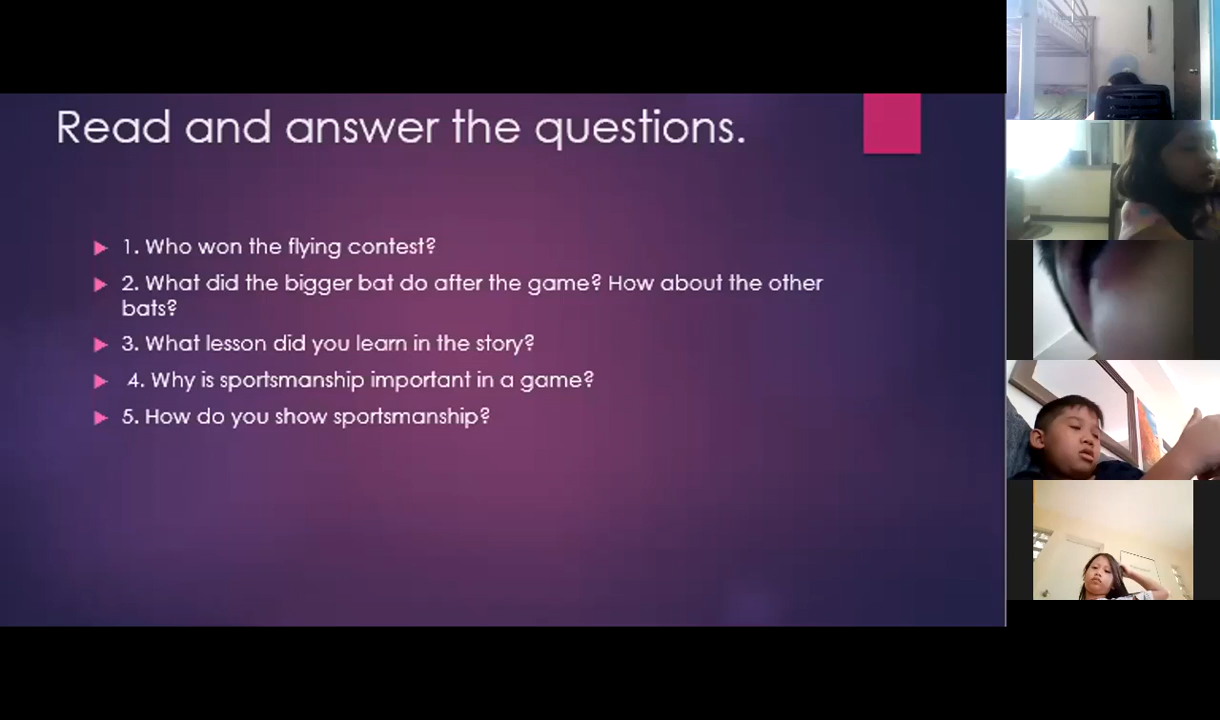 Read and answer the questions.
1. Who won the flying contest?
2. What did the bigger bat do after the game? How about the other
bats?
3. What lesson did you learn in the story?
4. Why is sportsmanship important in a game?
5. How do you show sportsmanship?